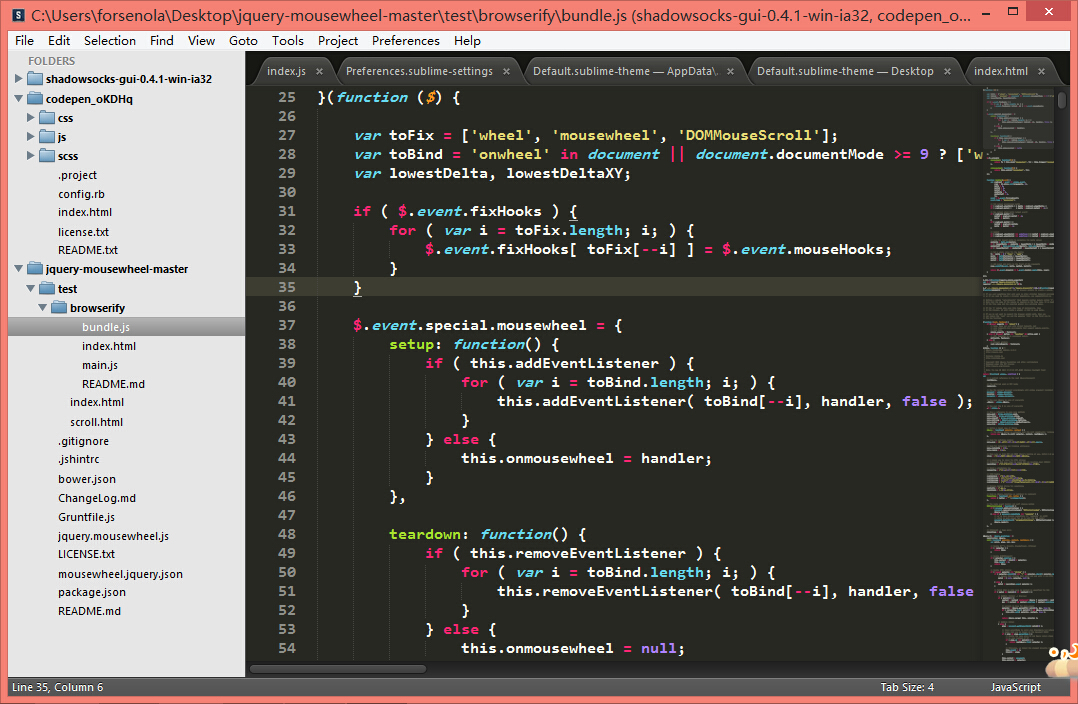 S C:\Users\forsenola\Desktop\jquery-mousewheel-master\test\browserify\bundle.js (shadowsocks-gui-0.4.1-win-ia32, codepen_o...
File Edit Selection Find View Goto Tools Project Preferences Help
FOLDERS
shadowsocks-gui-0.4.1-win-ia32
codepen_oKDHq
css
js
scss
.project
config.rb
index.html
license.txt
README.txt
jquery-mousewheel-master
test
browserify
bundle.js
index.html
main.js
README.md
index.html
scroll.html
.gitignore
.jshintrc
bower.json
ChangeLog.md
Gruntfile.js
jquery.mousewheel.js
LICENSE.txt
mousewheel.jquery.json
package.json
README.md
index.js × Preferences.sublime-settings × Default.sublime-theme — AppData\. × Default.sublime-theme — Desktop × index.html ×
25 }(function ($) {
26
27     var toFix = ['wheel', 'mousewheel', 'DOMMouseScroll'];
28     var toBind = 'onwheel' in document || document.documentMode >= 9 ? ['w
29     var lowestDelta, lowestDeltaXY;
30
31     if ( $.event.fixHooks ) {
32         for ( var i = toFix.length; i; ) {
33             $.event.fixHooks[ toFix[--i] ] = $.event.mouseHooks;
34         }
35     }
36
37     $.event.special.mousewheel = {
38         setup: function() {
39             if ( this.addEventListener ) {
40                 for ( var i = toBind.length; i; ) {
41                     this.addEventListener( toBind[--i], handler, false );
42                 }
43             } else {
44                 this.onmousewheel = handler;
45             }
46         },
47
48         teardown: function() {
49             if ( this.removeEventListener ) {
50                 for ( var i = toBind.length; i; ) {
51                     this.removeEventListener( toBind[--i], handler, false
52                 }
53             } else {
54                 this.onmousewheel = null;
Line 35, Column 6 Tab Size: 4 JavaScript